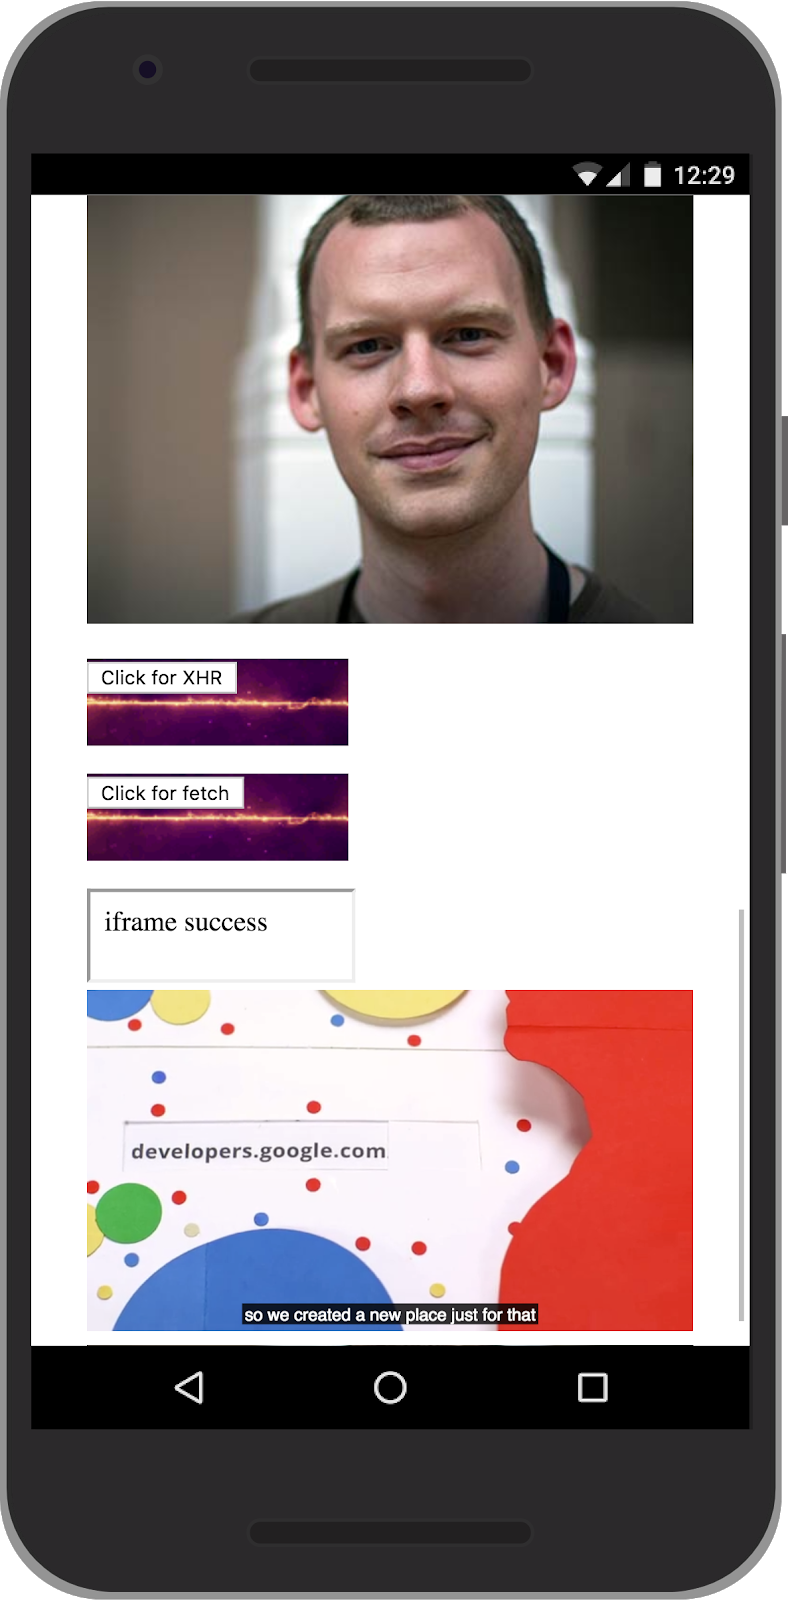 12:29
Click for XHR
Click for fetch
iframe success
developers.google.com
so we created a new place just for that